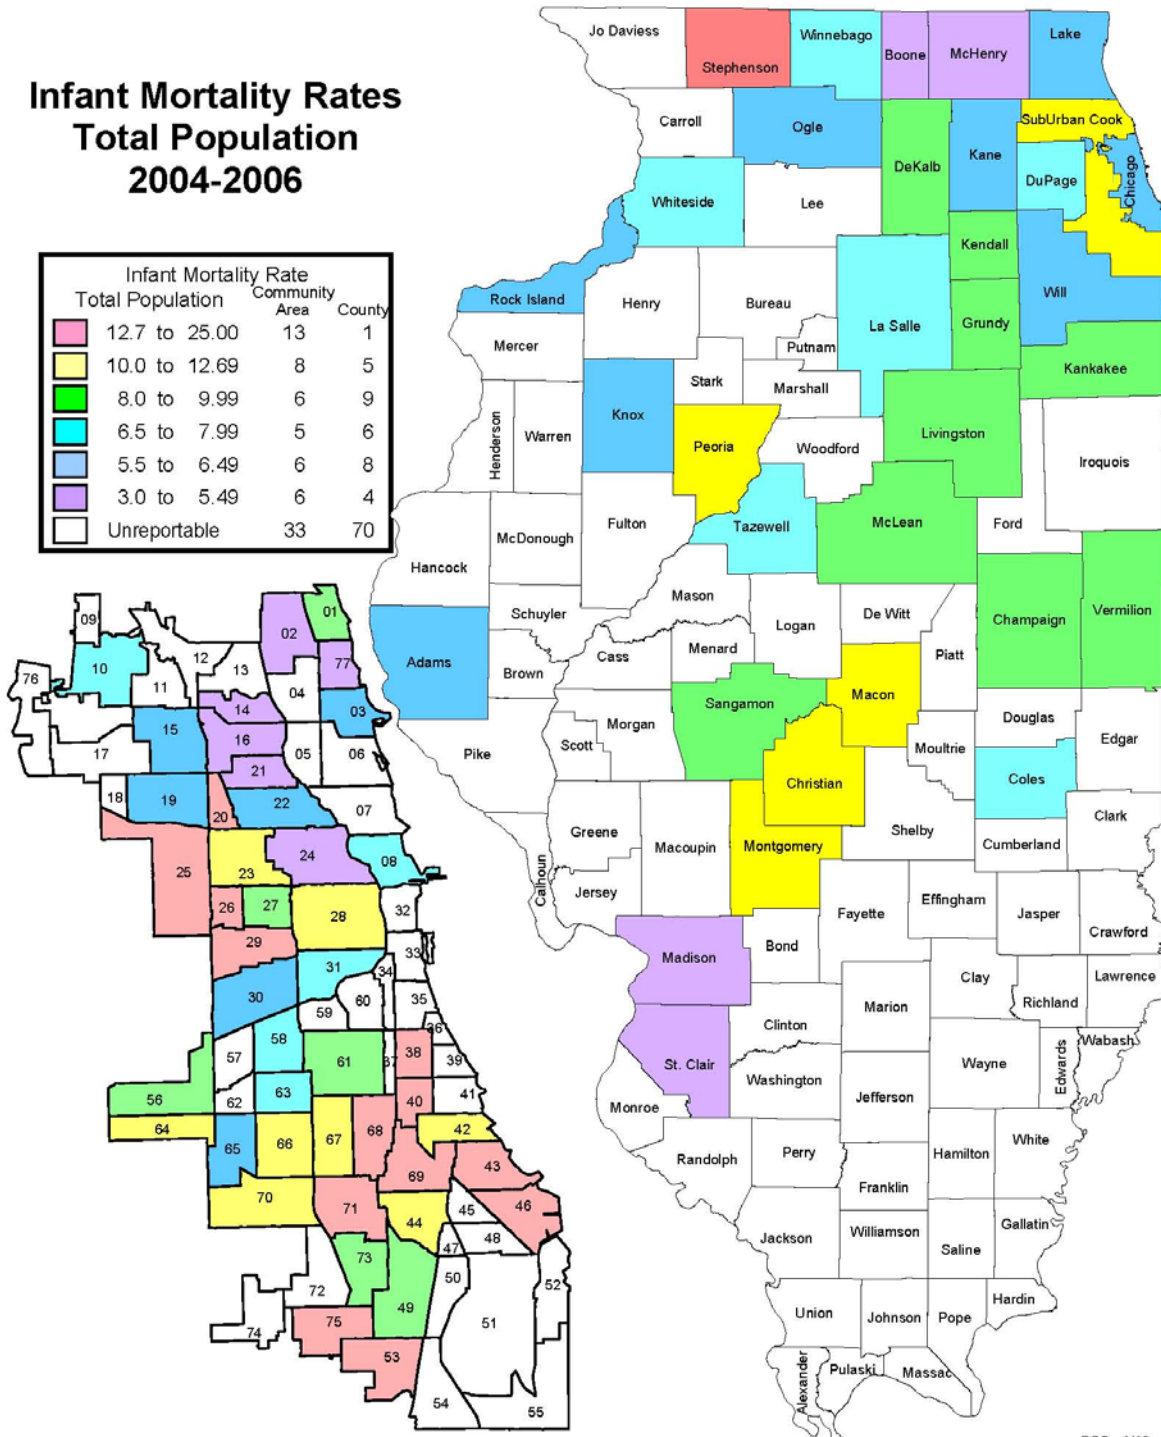 Infant Mortality Rates
Total Population
2004-2006
Infant Mortality Rate
Total Population
Community
Area
County
12.7 to 25.00 13 1
10.0 to 12.69 8 5
8.0 to 9.99 6 9
6.5 to 7.99 5 6
5.5 to 6.49 6 8
3.0 to 5.49 6 4
Unreportable 33 70
Jo Daviess
Stephenson
Winnebago
Boone
McHenry
Lake
Carroll
Ogle
DeKalb
Kane
SubUrban Cook
DuPage
Chicago
Whiteside
Lee
Kendall
Will
Rock Island
Henry
Bureau
La Salle
Grundy
Mercer
Putnam
Kankakee
Stark
Marshall
Knox
Henderson
Warren
Peoria
Woodford
Livingston
Iroquois
Fulton
Tazewell
McLean
Ford
McDonough
Hancock
Mason
Schuyler
Logan
De Witt
Champaign
Vermilion
Adams
Brown
Cass
Menard
Piatt
Macon
Sangamon
Douglas
Morgan
Scott
Moultrie
Edgar
Pike
Christian
Coles
Greene
Macoupin
Montgomery
Shelby
Cumberland
Clark
Calhoun
Jersey
Fayette
Effingham
Jasper
Crawford
Madison
Bond
Clay
Richland
Lawrence
Clinton
Marion
Wayne
Edwards
Wabash
St. Clair
Washington
Jefferson
Monroe
Randolph
Perry
Hamilton
White
Franklin
Jackson
Williamson
Saline
Gallatin
Union
Johnson
Pope
Hardin
Alexander
Pulaski
Massac
09
01
02
10
12
13
77
76
11
04
14
03
15
16
17
05
06
21
18
19
20
22
07
24
08
25
23
26
27
28
32
29
33
31
34
30
60
35
59
36
58
57
61
37
38
39
56
62
63
40
41
64
65
66
67
68
42
69
43
70
71
44
45
46
47
48
73
50
52
72
49
51
74
75
53
54
55